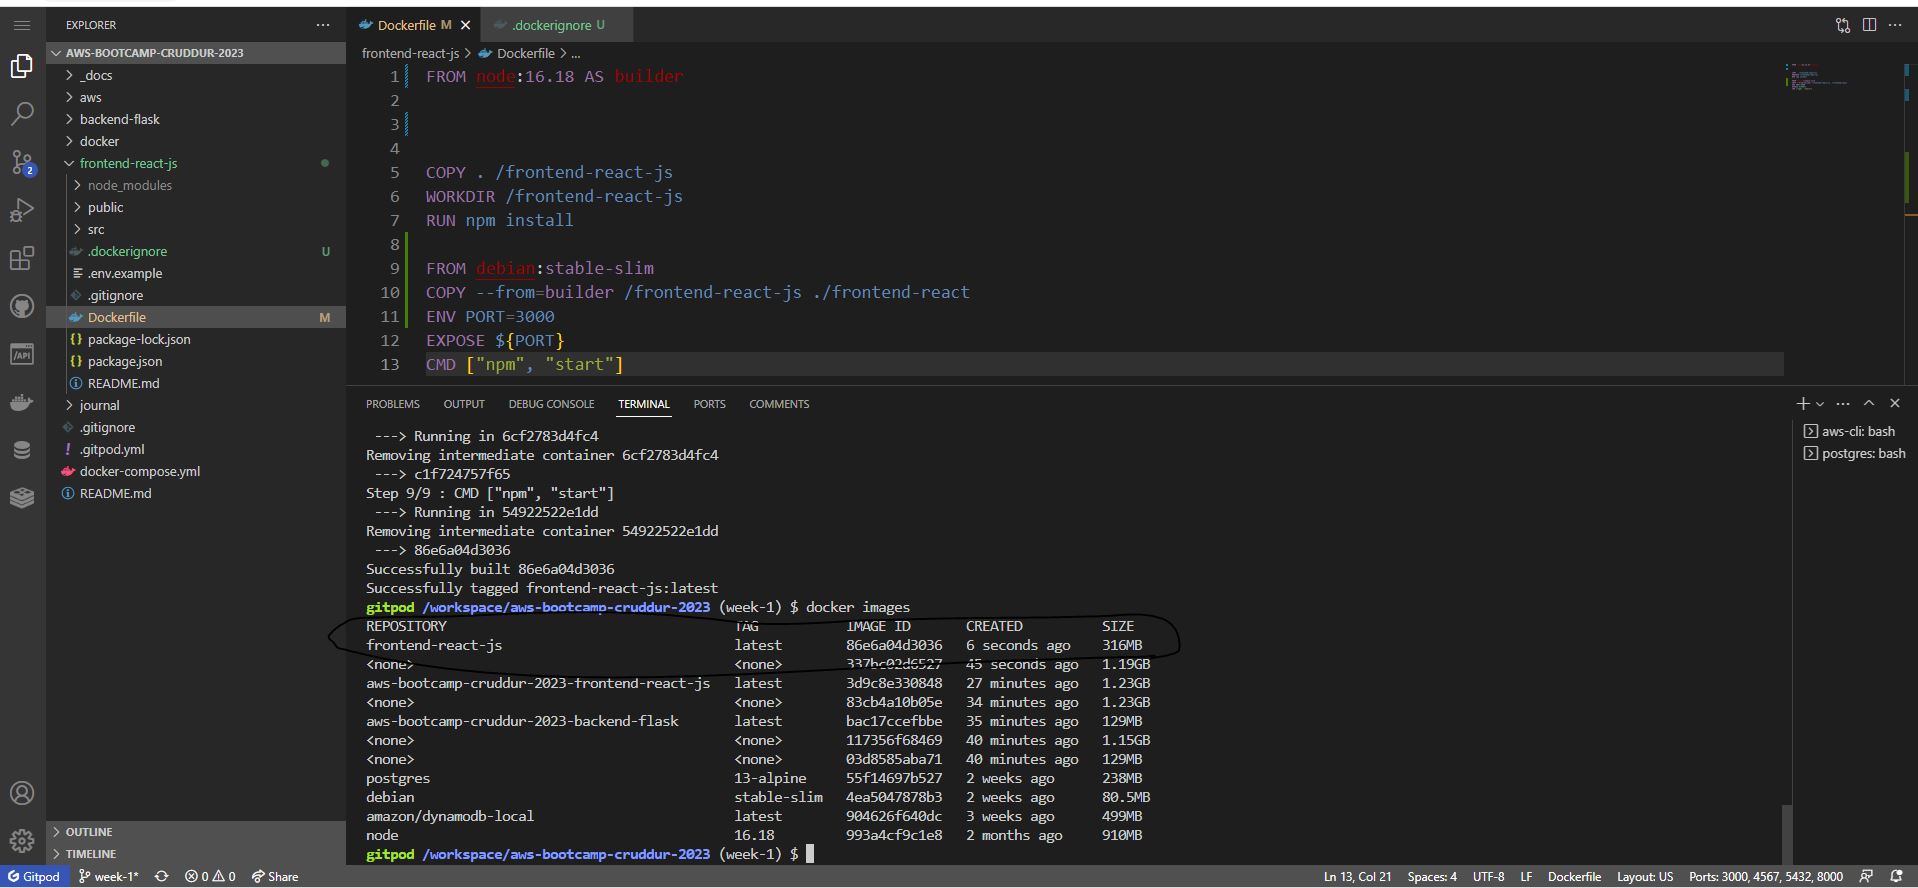 EXPLORER
AWS-BOOTCAMP-CRUDDUR-2023
_docs
aws
backend-flask
docker
frontend-react-js
node_modules
public
src
.dockerignore U
.env.example
.gitignore
Dockerfile M
package-lock.json
package.json
README.md
journal
.gitignore
.gitpod.yml
docker-compose.yml
README.md
OUTLINE
TIMELINE
2
/API
Dockerfile M
.dockerignore U
frontend-react-js > Dockerfile > ...
1 FROM node:16.18 AS builder
2
3
4
5 COPY . /frontend-react-js
6 WORKDIR /frontend-react-js
7 RUN npm install
8
9 FROM debian:stable-slim
10 COPY --from=builder /frontend-react-js ./frontend-react
11 ENV PORT=3000
12 EXPOSE ${PORT}
13 CMD ["npm", "start"]
PROBLEMS OUTPUT DEBUG CONSOLE TERMINAL PORTS COMMENTS
---> Running in 6cf2783d4fc4
Removing intermediate container 6cf2783d4fc4
---> c1f724757f65
Step 9/9 : CMD ["npm", "start"]
---> Running in 54922522e1dd
Removing intermediate container 54922522e1dd
---> 86e6a04d3036
Successfully built 86e6a04d3036
Successfully tagged frontend-react-js:latest
gitpod /workspace/aws-bootcamp-cruddur-2023 (week-1) $ docker images
REPOSITORY TAG IMAGE ID CREATED SIZE
frontend-react-js latest 86e6a04d3036 6 seconds ago 316MB
<none> <none> 337bc02d6527 45 seconds ago 1.19GB
aws-bootcamp-cruddur-2023-frontend-react-js latest 3d9c8e330848 27 minutes ago 1.23GB
<none> <none> 83cb4a10b05e 34 minutes ago 1.23GB
aws-bootcamp-cruddur-2023-backend-flask latest bac17ccefbbe 35 minutes ago 129MB
<none> <none> 117356f68469 40 minutes ago 1.15GB
<none> <none> 03d8585aba71 40 minutes ago 129MB
postgres 13-alpine 55f14697b527 2 weeks ago 238MB
debian stable-slim 4ea5047878b3 2 weeks ago 80.5MB
amazon/dynamodb-local latest 904626f640dc 3 weeks ago 499MB
node 16.18 993a4cf9c1e8 2 months ago 910MB
gitpod /workspace/aws-bootcamp-cruddur-2023 (week-1) $
aws-cli: bash
postgres: bash
Gitpod week-1* 0 0 Share Ln 13, Col 21 Spaces: 4 UTF-8 LF Dockerfile Layout: US Ports: 3000, 4567, 5432, 8000